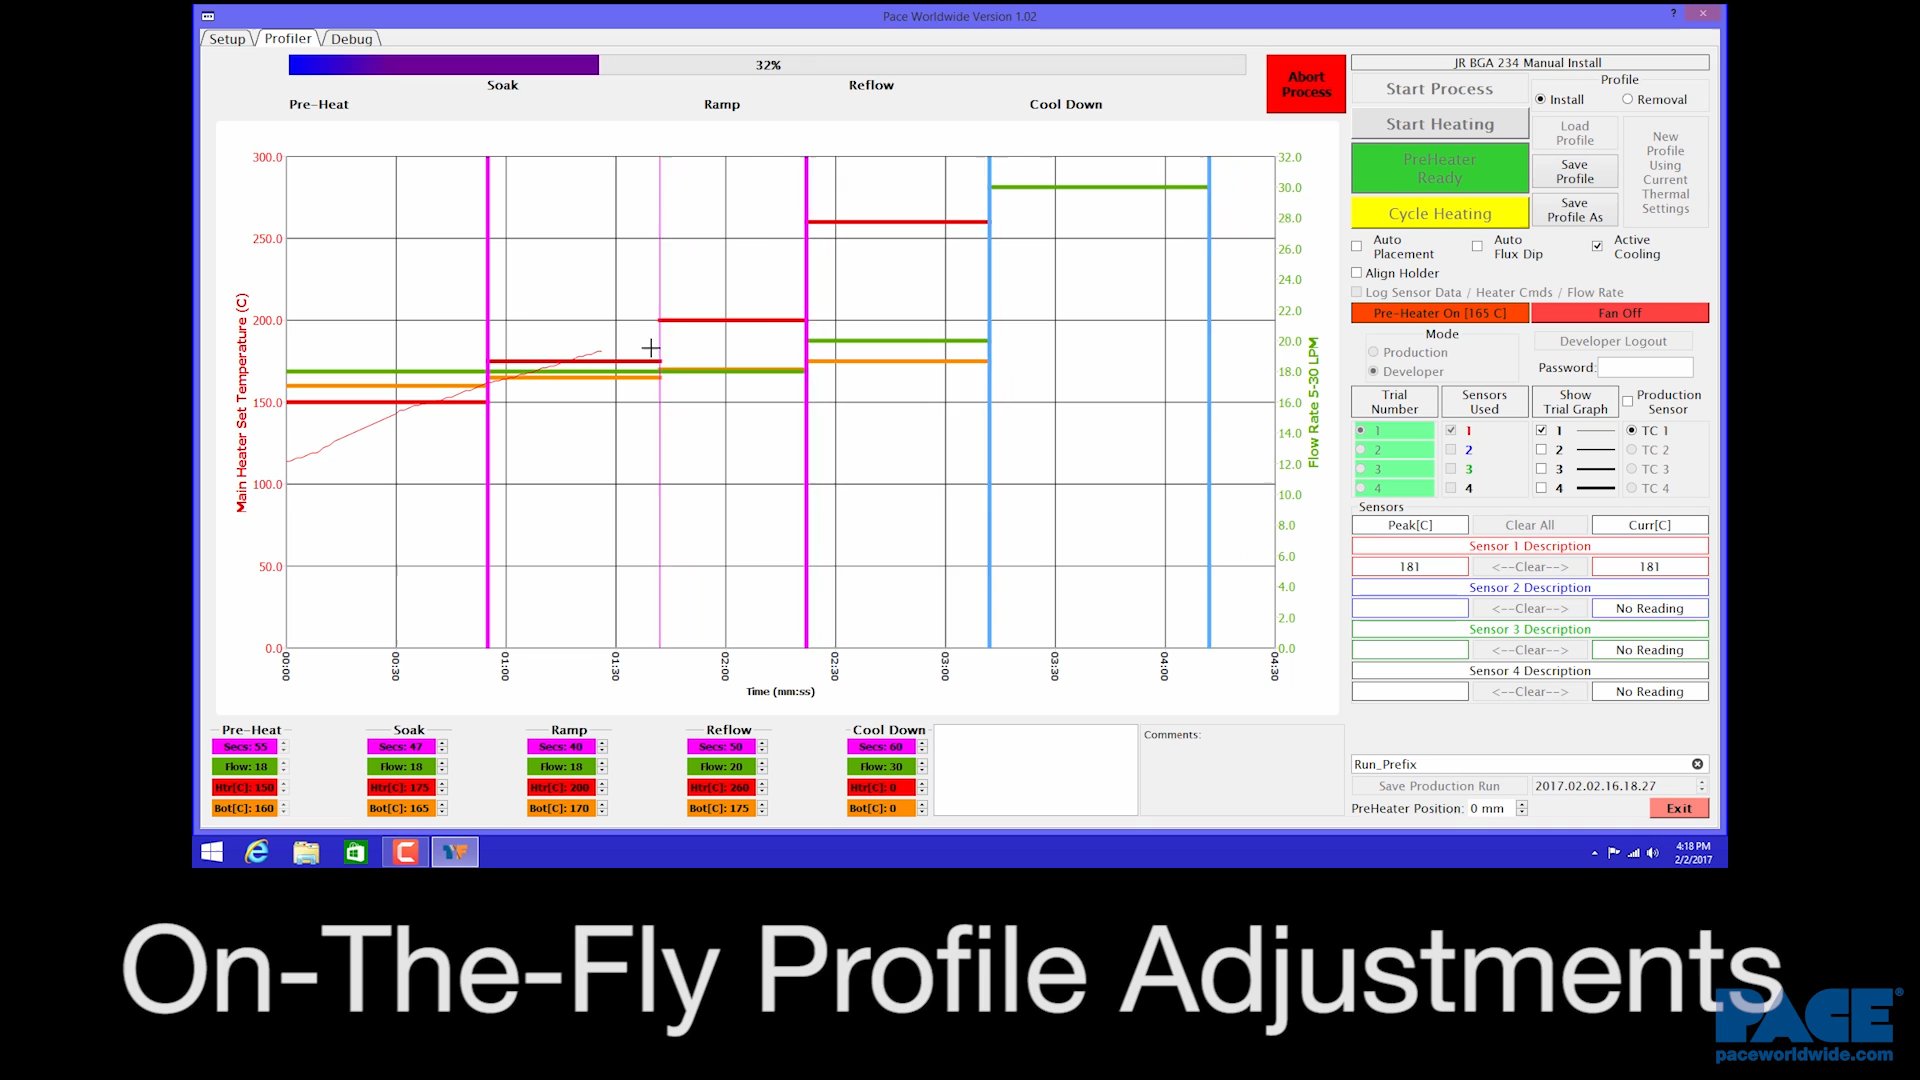 Pace Worldwide Version 1.02
?
×
Setup
Profiler
Debug
32%
Soak
Reflow
Pre-Heat
Ramp
Cool Down
Abort
Process
JR BGA 234 Manual Install
Start Process
Profile
Install
Removal
Start Heating
Load
Profile
New
Profile
Using
Current
Thermal
Settings
PreHeater
Ready
Save
Profile
Cycle Heating
Save
Profile As
Auto
Placement
Auto
Flux Dip
Active
Cooling
Align Holder
Log Sensor Data / Heater Cmds / Flow Rate
Pre-Heater On [165 C]
Fan Off
Mode
Production
Developer
Developer Logout
Password:
Trial
Number
Sensors
Used
Show
Trial Graph
Production
Sensor
1 1 1 TC 1
2 2 2 TC 2
3 3 3 TC 3
4 4 4 TC 4
Sensors
Peak[C] Clear All Curr[C]
Sensor 1 Description
181 <--Clear--> 181
Sensor 2 Description
<--Clear--> No Reading
Sensor 3 Description
<--Clear--> No Reading
Sensor 4 Description
<--Clear--> No Reading
Main Heater Set Temperature (C)
300.0
250.0
200.0
150.0
100.0
50.0
0.0
32.0
30.0
28.0
26.0
24.0
22.0
20.0
18.0
16.0
14.0
12.0
10.0
8.0
6.0
4.0
2.0
0.0
Flow Rate 5-30 LPM
00:00 00:30 01:00 01:30 02:00 02:30 03:00 03:30 04:00 04:30
Time (mm:ss)
Pre-Heat
Secs: 55
Flow: 18
Htr[C]: 150
Bot[C]: 160
Soak
Secs: 47
Flow: 18
Htr[C]: 175
Bot[C]: 165
Ramp
Secs: 40
Flow: 18
Htr[C]: 200
Bot[C]: 170
Reflow
Secs: 50
Flow: 20
Htr[C]: 260
Bot[C]: 175
Cool Down
Secs: 60
Flow: 30
Htr[C]: 0
Bot[C]: 0
Comments:
Run_Prefix
Save Production Run
2017.02.02.16.18.27
PreHeater Position: 0 mm
Exit
4:18 PM
2/2/2017
On-The-Fly Profile Adjustments
PACE®
paceworldwide.com